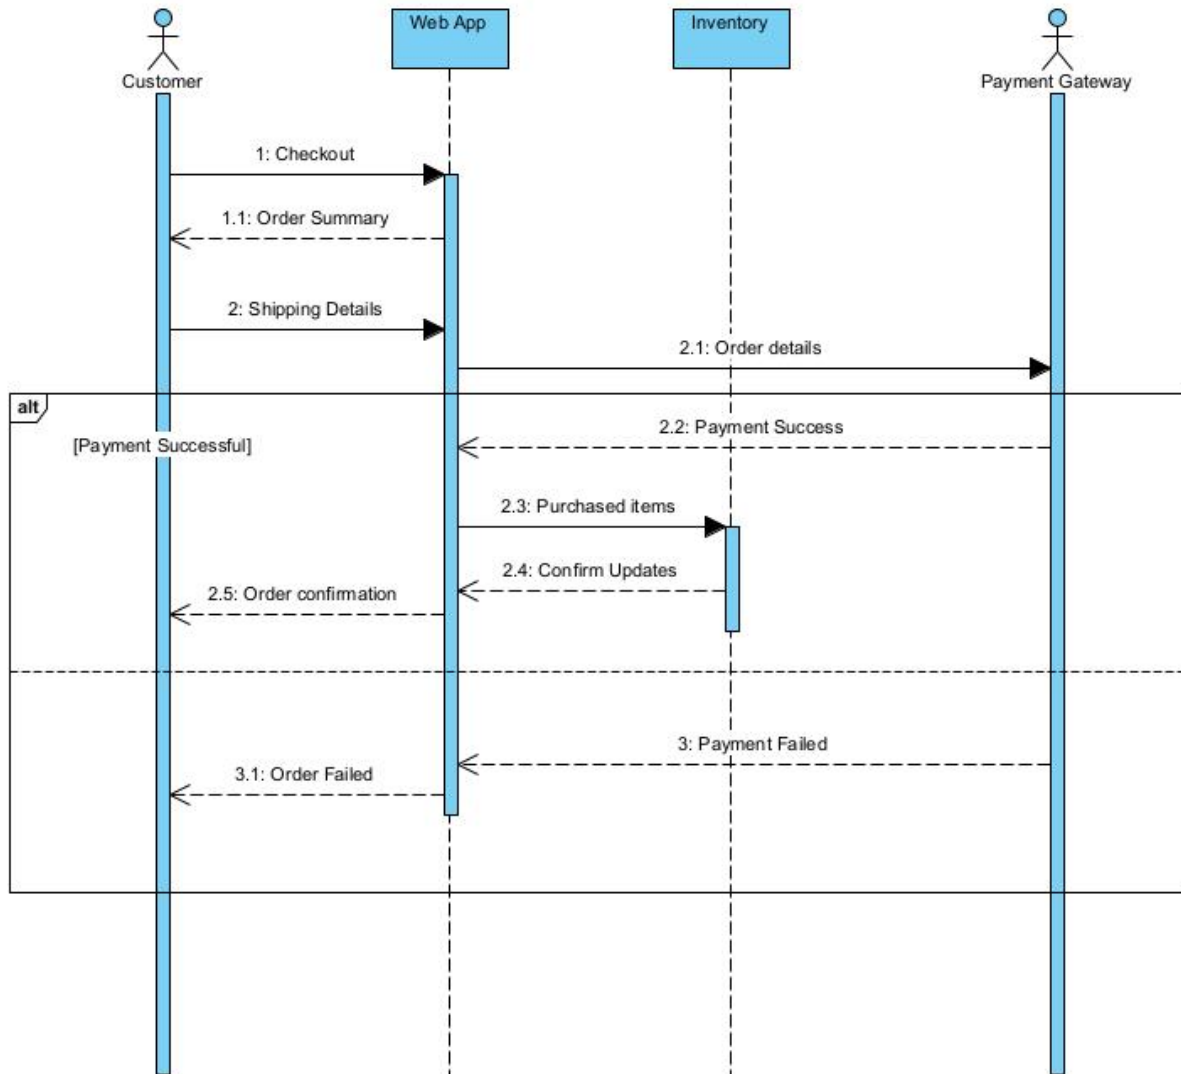 Web App
Inventory
Customer
Payment Gateway
1: Checkout
1.1: Order Summary
2: Shipping Details
2.1: Order details
alt
[Payment Successful]
2.2: Payment Success
2.3: Purchased items
2.4: Confirm Updates
2.5: Order confirmation
3: Payment Failed
3.1: Order Failed